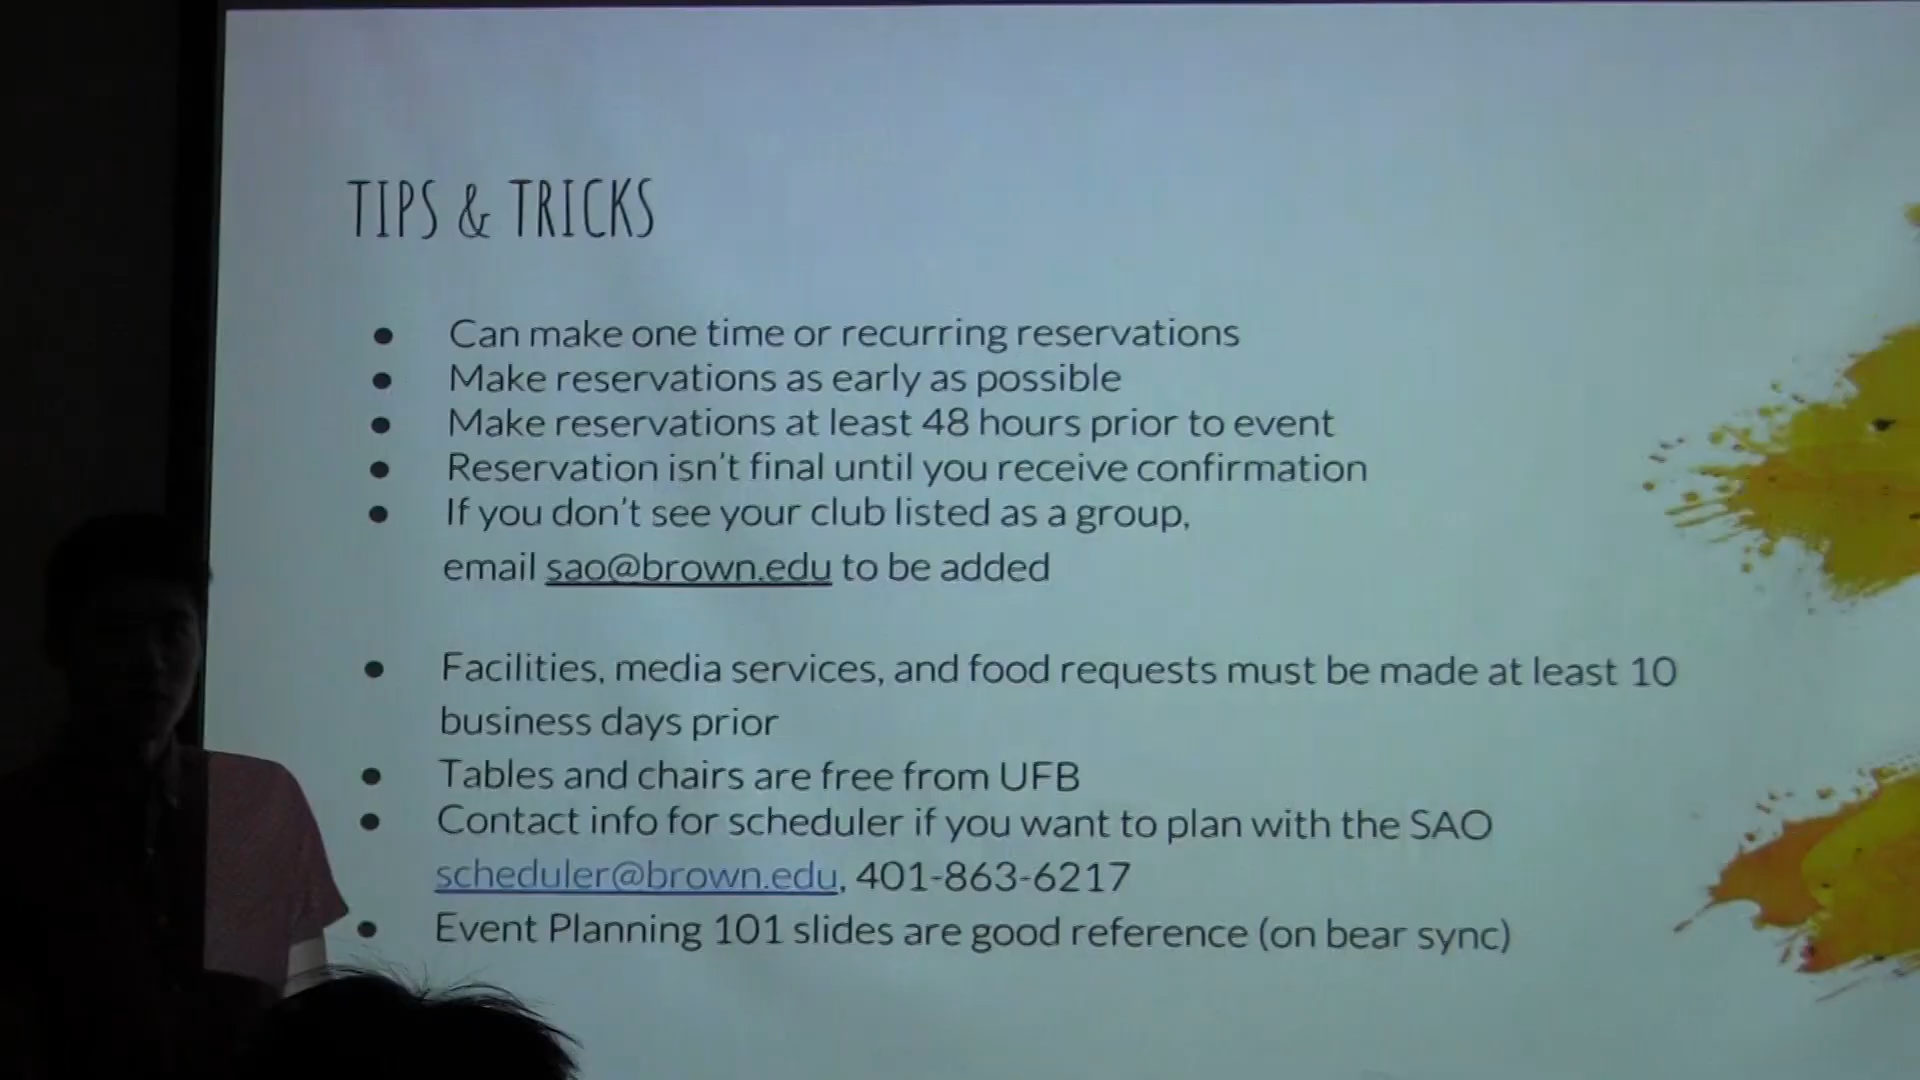 TIPS & TRICKS
● Can make one time or recurring reservations
● Make reservations as early as possible
● Make reservations at least 48 hours prior to event
● Reservation isn't final until you receive confirmation
● If you don't see your club listed as a group,
email sao@brown.edu to be added
● Facilities, media services, and food requests must be made at least 10
business days prior
● Tables and chairs are free from UFB
● Contact info for scheduler if you want to plan with the SAO
scheduler@brown.edu, 401-863-6217
● Event Planning 101 slides are good reference (on bear sync)